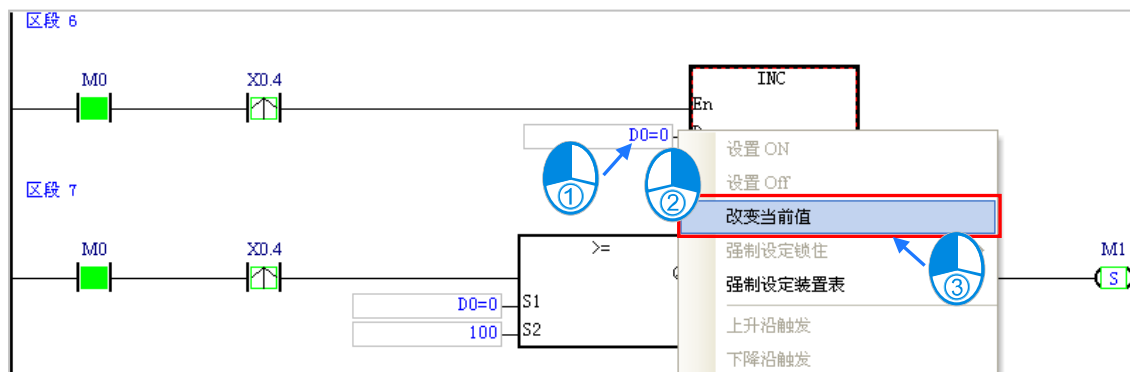 区段 6
M0
X0.4
INC
En
D0=0
设置 ON
①
②
设置 Off
区段 7
改变当前值
M0
X0.4
>=
强制设定锁住
M1
③
强制设定装置表
S
D0=0
S1
100
S2
上升沿触发
下降沿触发